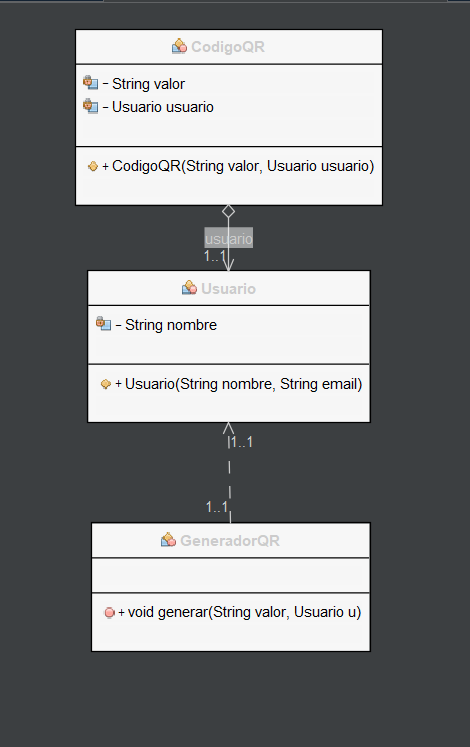 CodigoQR
- String valor
- Usuario usuario
+ CodigoQR(String valor, Usuario usuario)
usuario
1..1
Usuario
- String nombre
+ Usuario(String nombre, String email)
1..1
1..1
GeneradorQR
+ void generar(String valor, Usuario u)